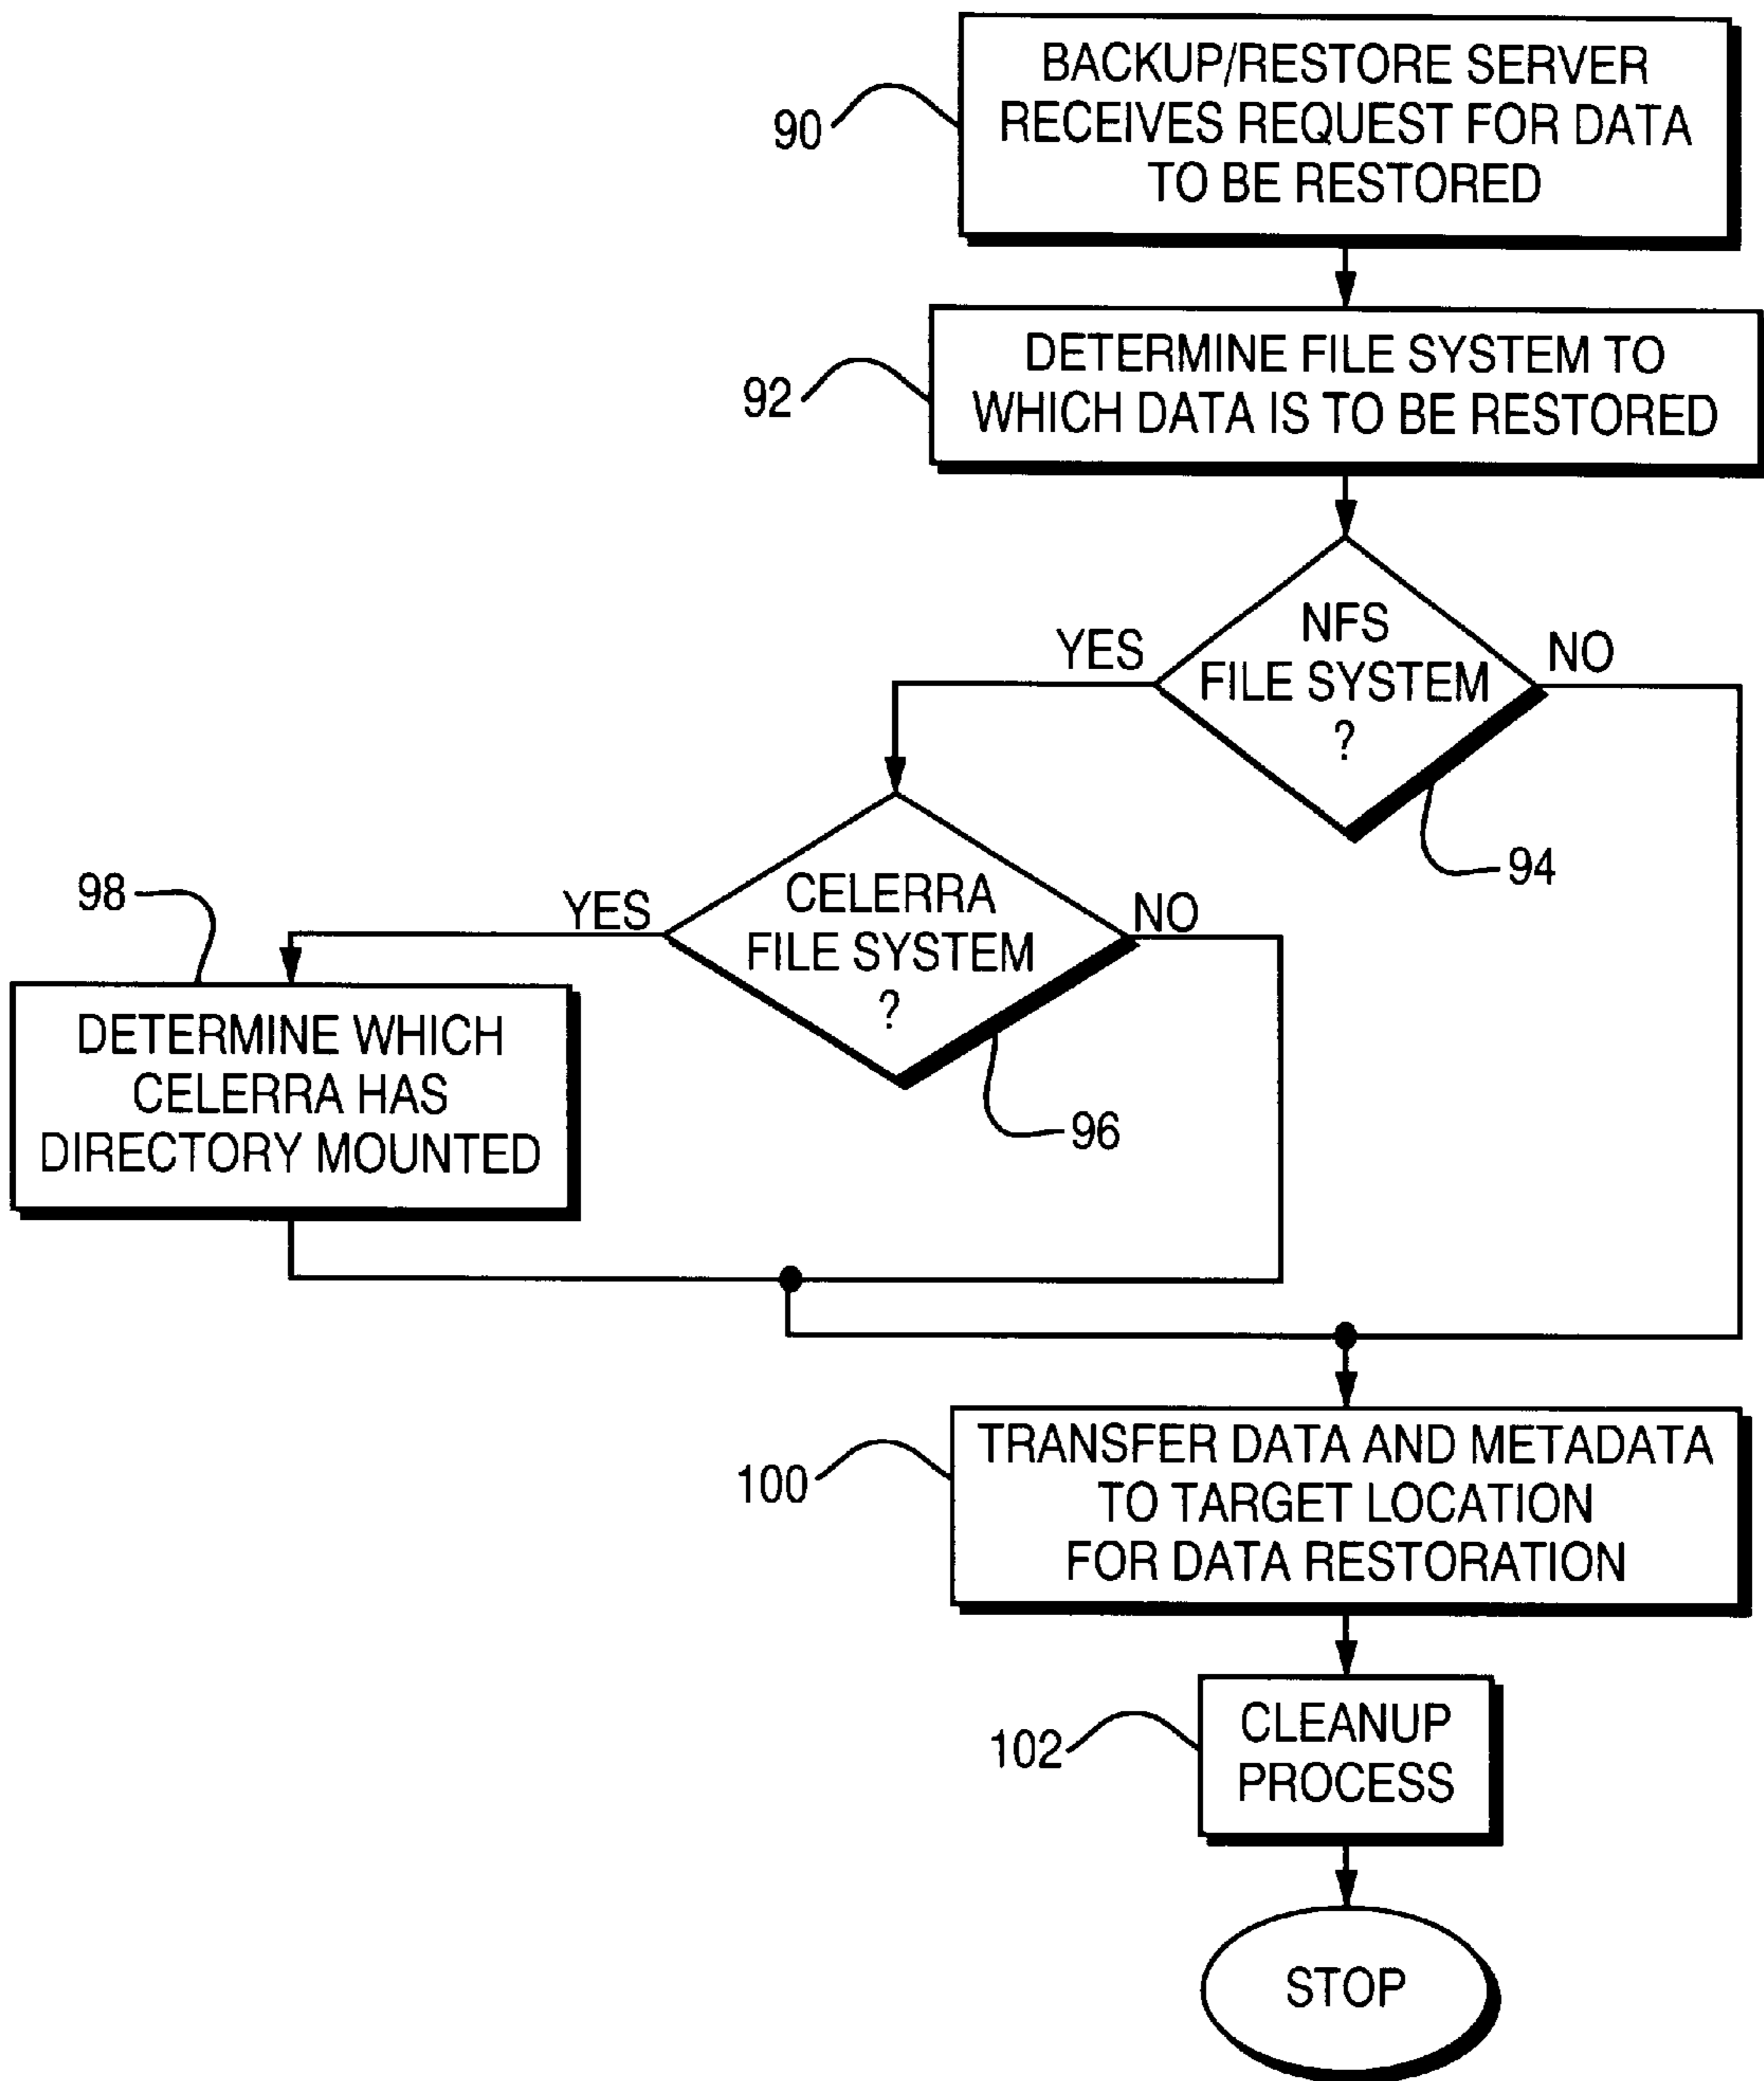 BACKUP/RESTORE SERVER
RECEIVES REQUEST FOR DATA
TO BE RESTORED
90
DETERMINE FILE SYSTEM TO
WHICH DATA IS TO BE RESTORED
92
NFS
FILE SYSTEM
?
YES
NO
94
CELERRA
FILE SYSTEM
?
YES
NO
96
98
DETERMINE WHICH
CELERRA HAS
DIRECTORY MOUNTED
TRANSFER DATA AND METADATA
TO TARGET LOCATION
FOR DATA RESTORATION
100
CLEANUP
PROCESS
102
STOP